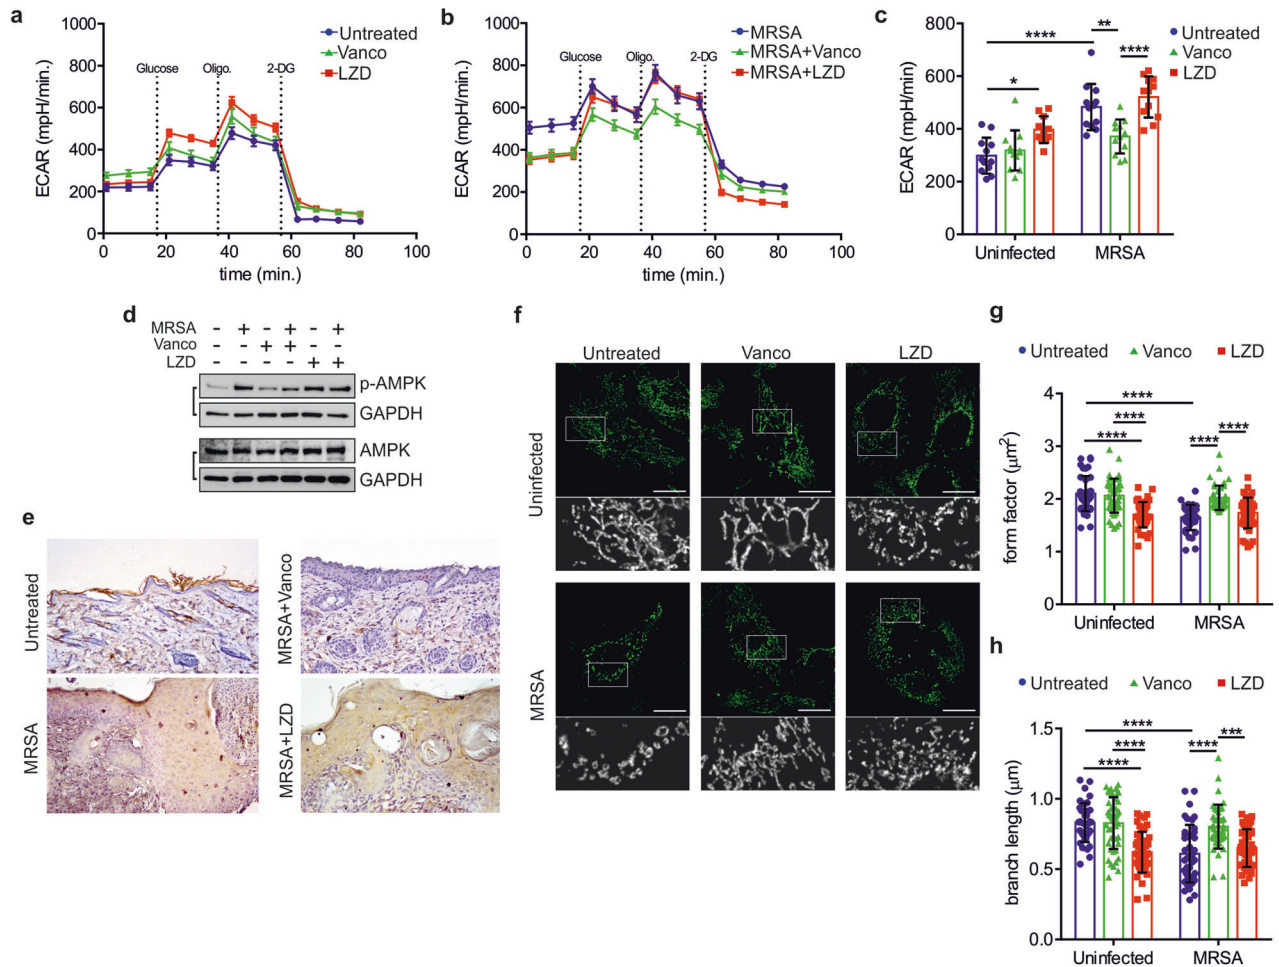 a
ECAR (mpH/min.)
1000
800
600
400
200
0
Glucose
Oligo.
2-DG
Untreated
Vanco
LZD
0
20
40
60
80
100
time (min.)
b
ECAR (mpH/min.)
1000
800
600
400
200
0
Glucose
Oligo.
2-DG
MRSA
MRSA+Vanco
MRSA+LZD
0
20
40
60
80
100
time (min.)
c
ECAR (mpH/min)
800
600
400
200
0
****
**
****
*
Untreated
Vanco
LZD
Uninfected
MRSA
d
MRSA - + - + - +
Vanco - - + + - -
LZD - - - - + +
p-AMPK
GAPDH
AMPK
GAPDH
e
Untreated
MRSA+Vanco
MRSA
MRSA+LZD
f
Untreated
Vanco
LZD
Uninfected
MRSA
g
Untreated
Vanco
LZD
form factor (μm²)
4
3
2
1
0
****
****
****
****
****
Uninfected
MRSA
h
Untreated
Vanco
LZD
branch length (μm)
1.5
1.0
0.5
0.0
****
****
****
****
***
Uninfected
MRSA